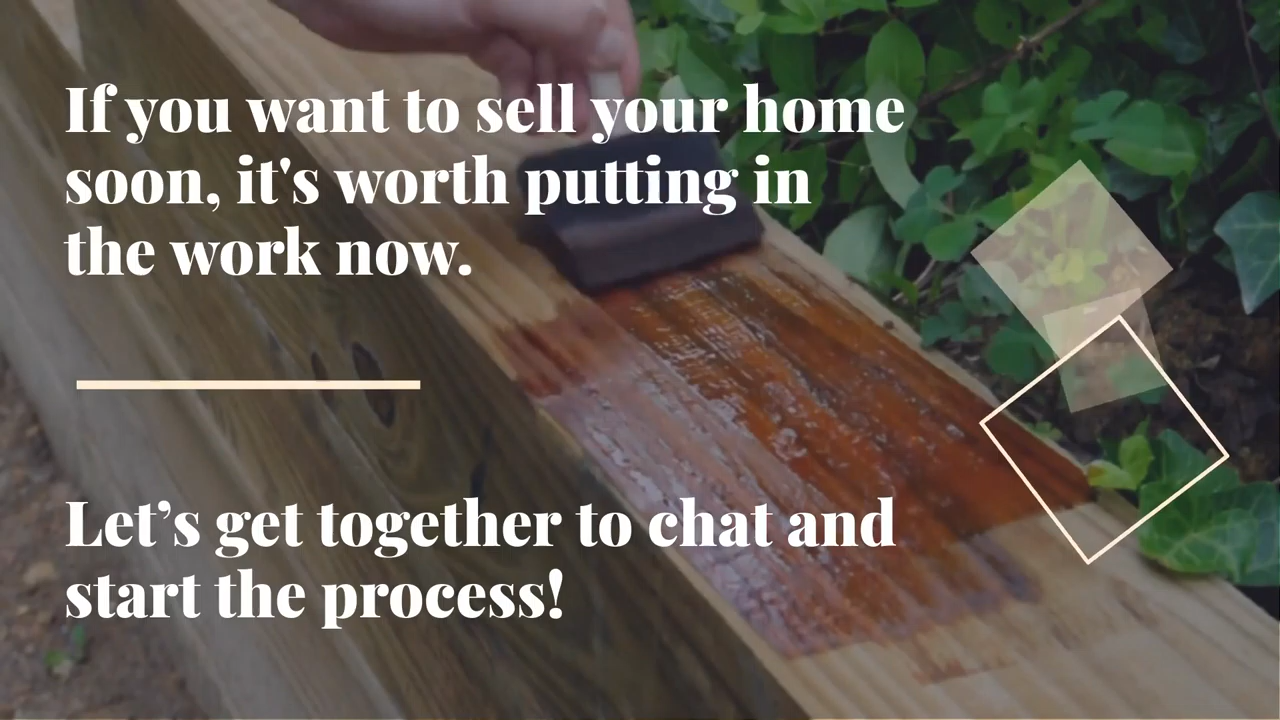 If you want to sell your home
soon, it's worth putting in
the work now.
Let’s get together to chat and
start the process!